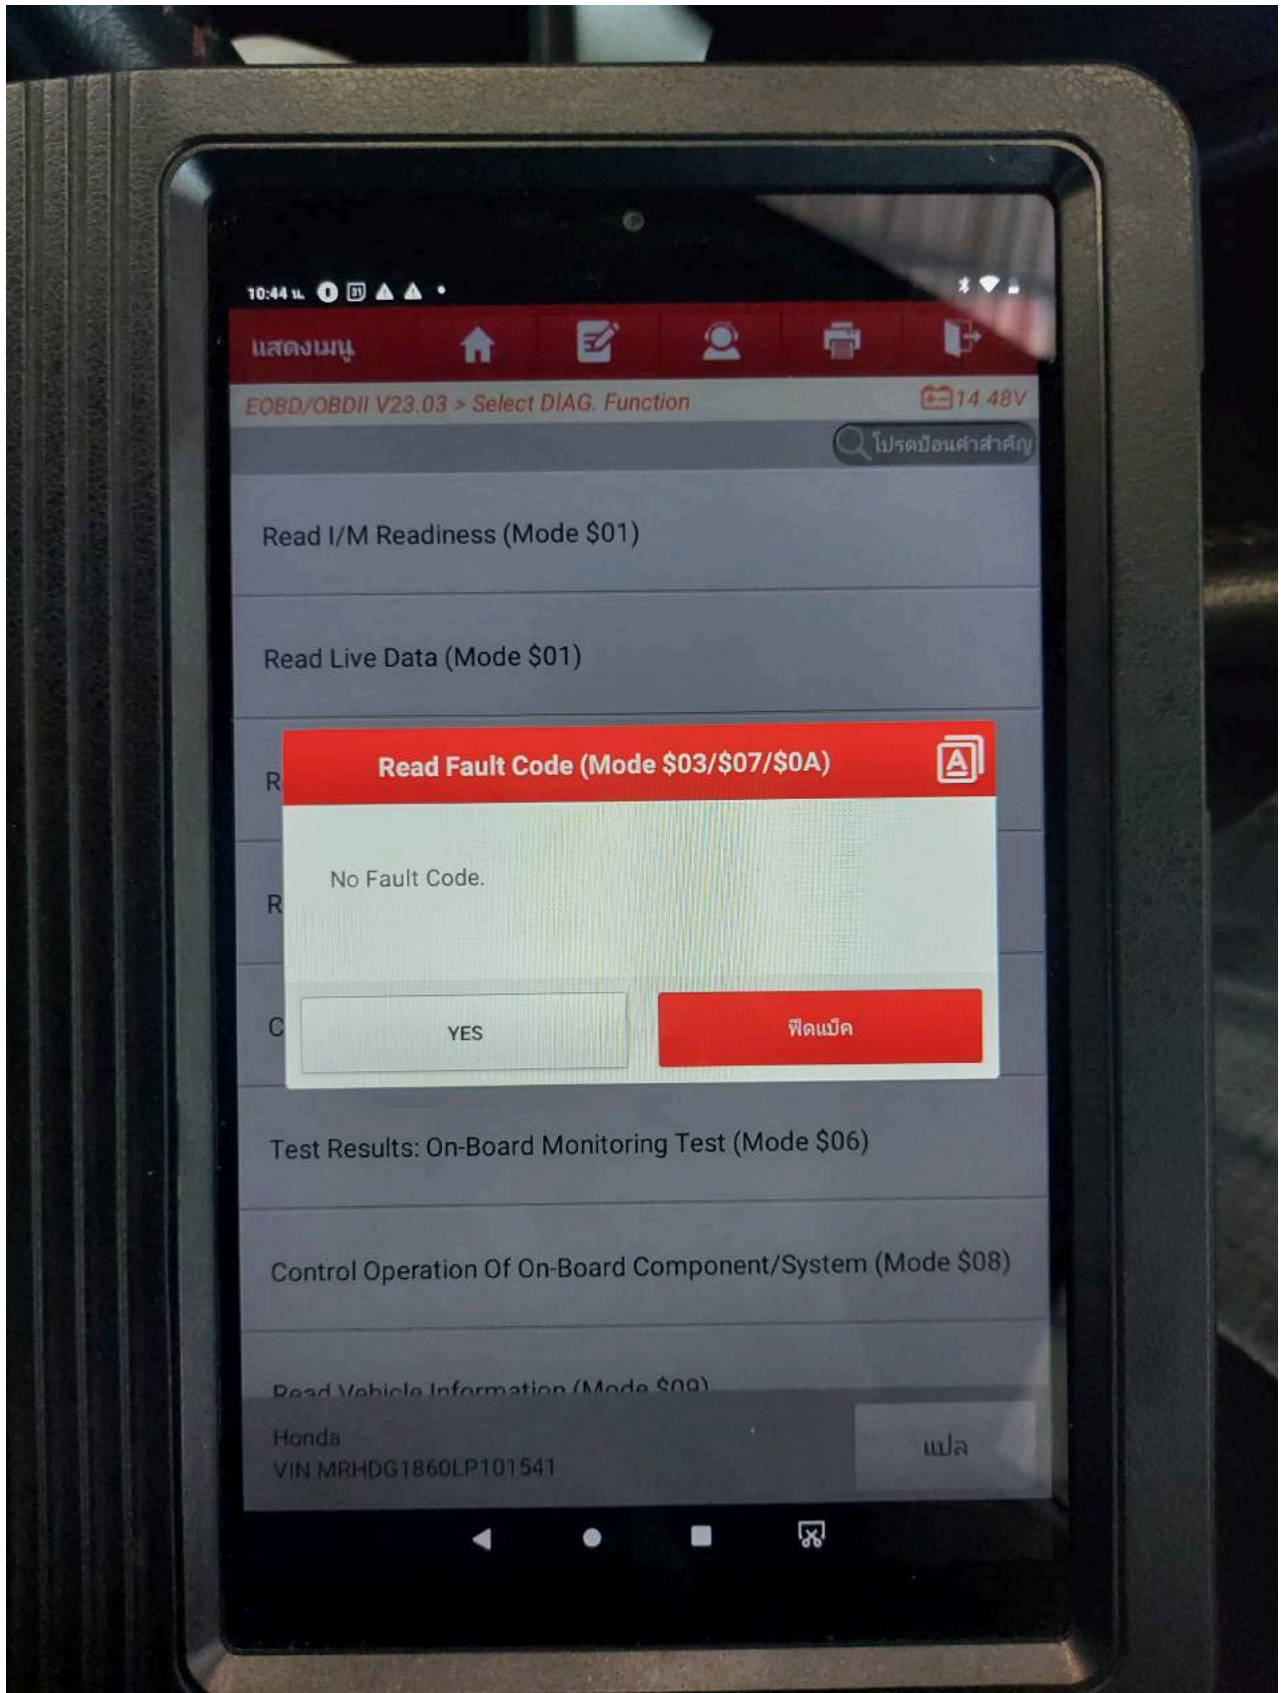 10:44 น. 31
แสดงเมนู
EOBD/OBDII V23.03 > Select DIAG. Function 14.48V
โปรดป้อนคำสำคัญ
Read I/M Readiness (Mode $01)
Read Live Data (Mode $01)
R
Read Fault Code (Mode $03/$07/$0A) A
No Fault Code.
R
C
YES ฟีดแบ็ค
Test Results: On-Board Monitoring Test (Mode $06)
Control Operation Of On-Board Component/System (Mode $08)
Read Vehicle Information (Mode $09)
Honda
VIN MRHDG1860LP101541
แปล